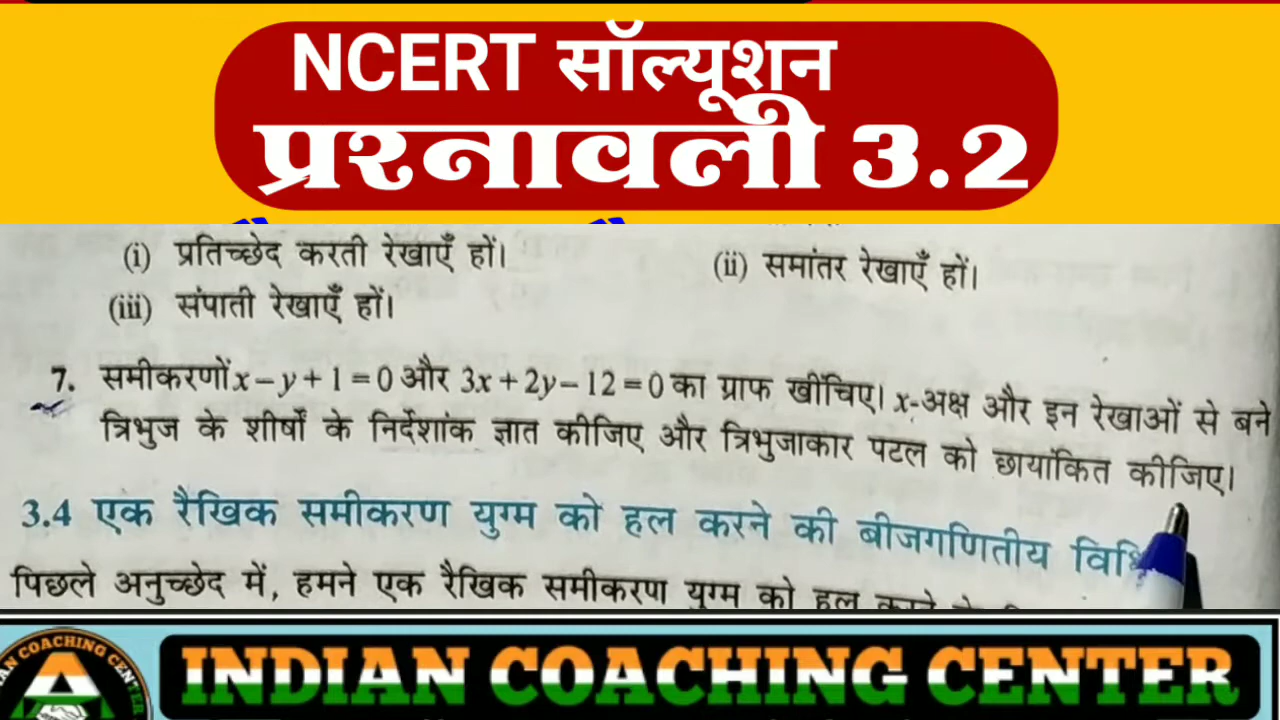 NCERT सॉल्यूशन
प्रश्नावली 3.2
(i) प्रतिच्छेद करती रेखाएँ हों।
(ii) समांतर रेखाएँ हों।
(iii) संपाती रेखाएँ हों।
7. समीकरणों x – y + 1 = 0 और 3x + 2y – 12 = 0 का ग्राफ खींचिए। x-अक्ष और इन रेखाओं से बने
त्रिभुज के शीर्षों के निर्देशांक ज्ञात कीजिए और त्रिभुजाकार पटल को छायांकित कीजिए।
3.4 एक रैखिक समीकरण युग्म को हल करने की बीजगणितीय
पिछले अनुच्छेद में, हमने एक रैखिक समीकरण युग्म को हल
INDIAN COACHING CENTER